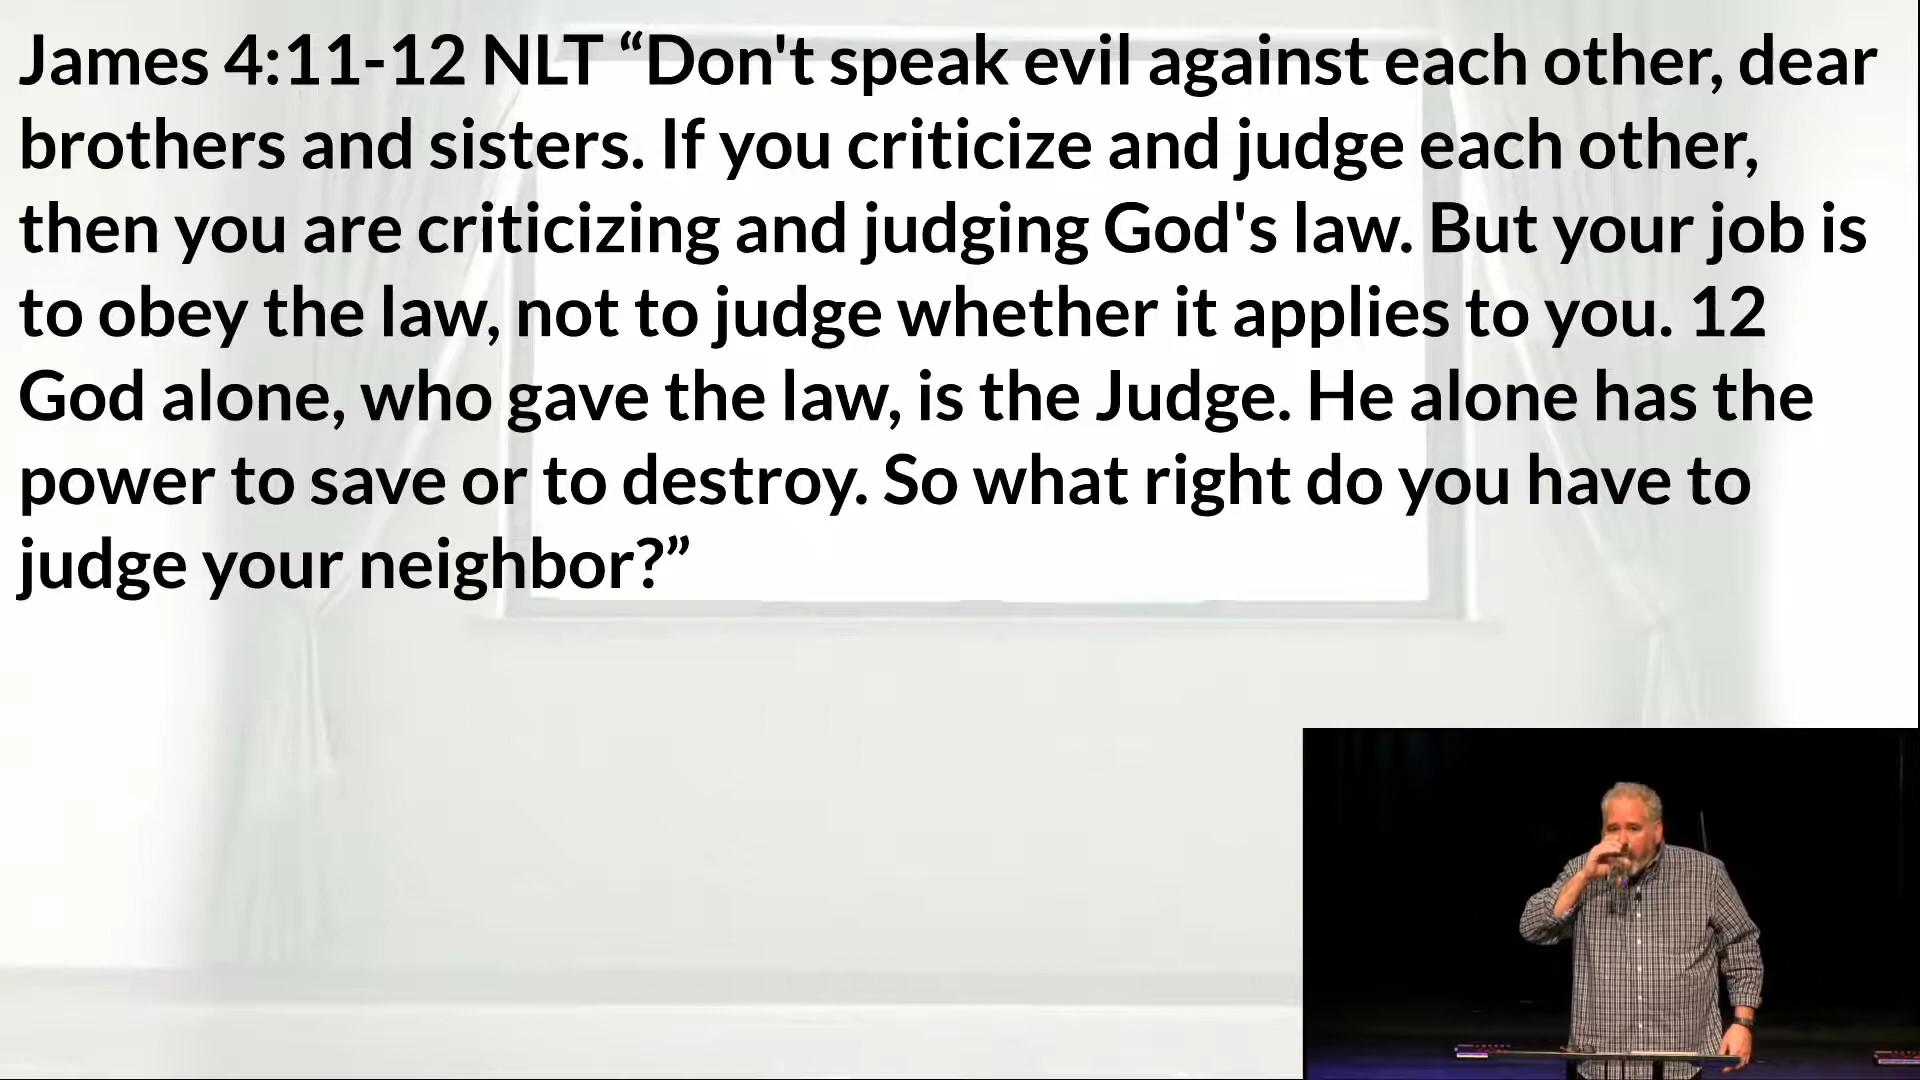 James 4:11-12 NLT “Don't speak evil against each other, dear
brothers and sisters. If you criticize and judge each other,
then you are criticizing and judging God's law. But your job is
to obey the law, not to judge whether it applies to you. 12
God alone, who gave the law, is the Judge. He alone has the
power to save or to destroy. So what right do you have to
judge your neighbor?”